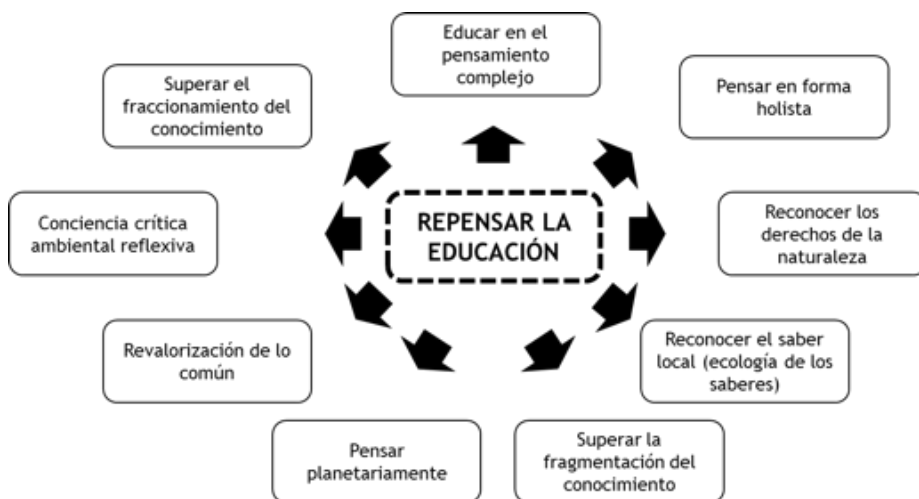 Educar en el
pensamiento
complejo
Superar el
fraccionamiento del
conocimiento
Pensar en forma
holista
Conciencia crítica
ambiental reflexiva
REPENSAR LA
EDUCACIÓN
Reconocer los
derechos de la
naturaleza
Revalorización de lo
común
Reconocer el saber
local (ecología de los
saberes)
Pensar
planetariamente
Superar la
fragmentación del
conocimiento